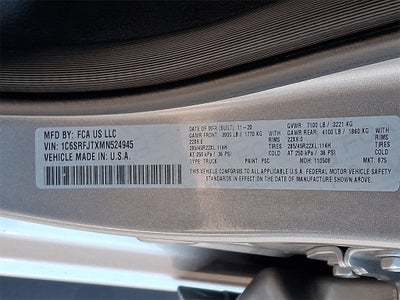 MFD BY: FCA US LLC
VIN: 1C6SRFJTXMN524945
VEHICLE MADE IN: U.S.A.
DATE OF MFR (BUILT): 11-20 GVWR: 7100 LB / 3221 KG
GAWR FRONT: 3900 LB / 1770 KG GAWR REAR: 4100 LB / 1860 KG
22X9.0 RIMS 22X9.0 RIMS
285/45R22XL 114H TIRES 285/45R22XL 114H TIRES
AT 250 kPa / 36 PSI COLD AT 250 kPa / 36 PSI COLD
TYPE: TRUCK PAINT: PSC MDH: 110508 MAT: 875
THIS VEHICLE CONFORMS TO ALL APPLICABLE U.S.A. FEDERAL MOTOR VEHICLE SAFETY
STANDARDS IN EFFECT ON THE DATE OF MANUFACTURE SHOWN ABOVE.